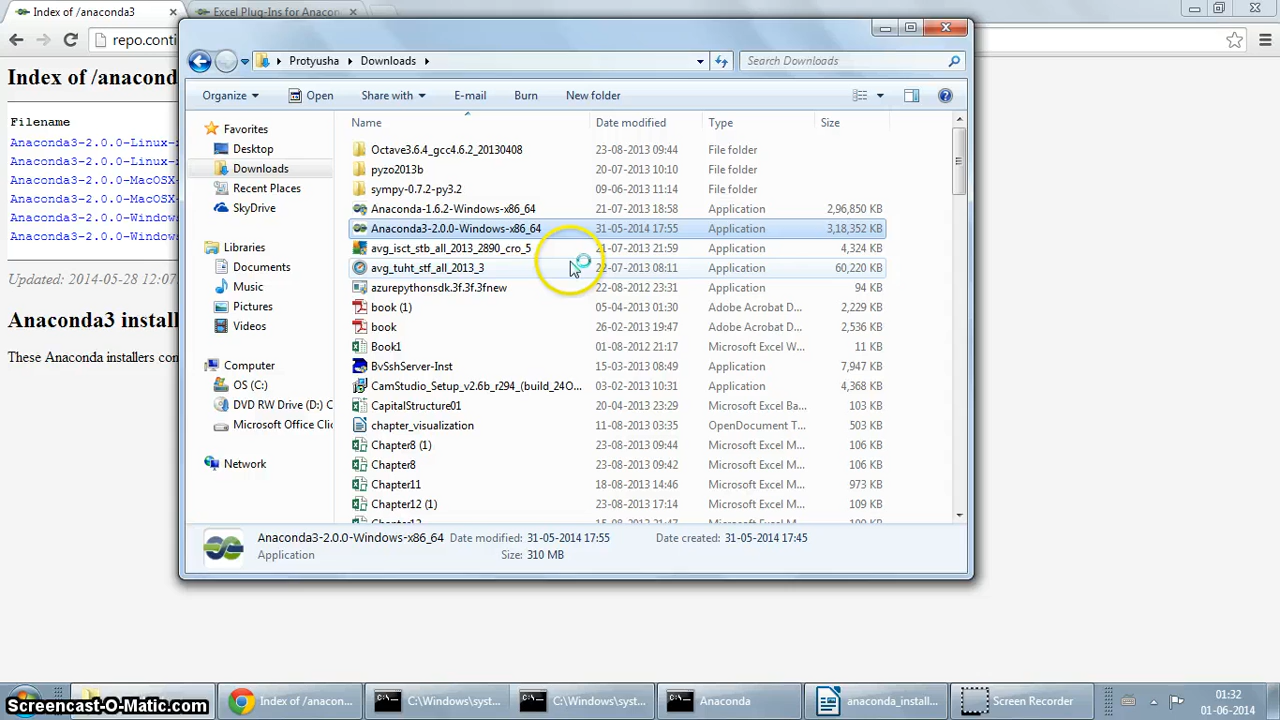 Index of /anaconda3
Excel Plug-Ins for Anacon
repo.conti
Index of /anacond
Filename
Anaconda3-2.0.0-Linux-
Anaconda3-2.0.0-Linux-
Anaconda3-2.0.0-MacOSX
Anaconda3-2.0.0-MacOSX
Anaconda3-2.0.0-Window
Anaconda3-2.0.0-Window
Updated: 2014-05-28 12:07
Anaconda3 install
These Anaconda installers con
Protyusha
Downloads
Search Downloads
Organize
Open
Share with
E-mail
Burn
New folder
Favorites
Desktop
Downloads
Recent Places
SkyDrive
Libraries
Documents
Music
Pictures
Videos
Computer
OS (C:)
DVD RW Drive (D:) C
Microsoft Office Clic
Network
Name Date modified Type Size
Octave3.6.4_gcc4.6.2_20130408 23-08-2013 09:44 File folder
pyzo2013b 20-07-2013 10:10 File folder
sympy-0.7.2-py3.2 09-06-2013 11:14 File folder
Anaconda-1.6.2-Windows-x86_64 21-07-2013 18:58 Application 2,96,850 KB
Anaconda3-2.0.0-Windows-x86_64 31-05-2014 17:55 Application 3,18,352 KB
avg_isct_stb_all_2013_2890_cro_5 21-07-2013 21:59 Application 4,324 KB
avg_tuht_stf_all_2013_3 22-07-2013 08:11 Application 60,220 KB
azurepythonsdk.3f.3f.3fnew 22-08-2012 23:31 Application 94 KB
book (1) 05-04-2013 01:30 Adobe Acrobat D... 2,229 KB
book 26-02-2013 19:47 Adobe Acrobat D... 2,536 KB
Book1 01-08-2012 21:17 Microsoft Excel W... 11 KB
BvSshServer-Inst 15-03-2013 08:49 Application 7,947 KB
CamStudio_Setup_v2.6b_r294_(build_24O... 03-02-2013 10:31 Application 4,368 KB
CapitalStructure01 20-04-2013 23:29 Microsoft Excel Ba... 103 KB
chapter_visualization 11-08-2013 03:35 OpenDocument T... 503 KB
Chapter8 (1) 23-08-2013 09:44 Microsoft Excel M... 106 KB
Chapter8 23-08-2013 09:42 Microsoft Excel M... 106 KB
Chapter11 18-08-2013 14:46 Microsoft Excel M... 973 KB
Chapter12 (1) 23-08-2013 17:14 Microsoft Excel M... 109 KB
Anaconda3-2.0.0-Windows-x86_64 Date modified: 31-05-2014 17:55 Date created: 31-05-2014 17:45
Application Size: 310 MB
Index of /anacon...
C:\Windows\syst...
C:\Windows\syst...
Anaconda
anaconda_install...
Screen Recorder
01:32
01-06-2014
Screencast-O-Matic.com